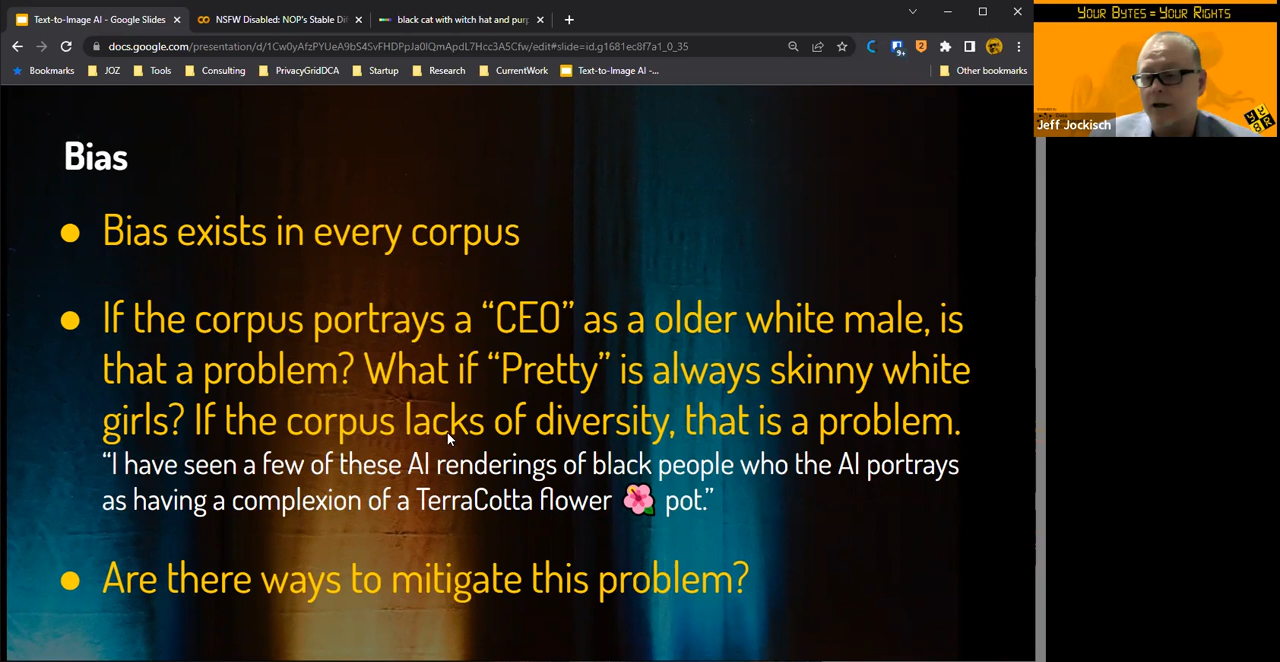 Text-to-Image AI - Google Slides
NSFW Disabled: NOP's Stable Dif
black cat with witch hat and purp
docs.google.com/presentation/d/1Cw0yAfzPYUeA9bS4SvFHDPpJa0lQmApdL7Hcc3A5Cfw/edit#slide=id.g1681ec8f7a1_0_35
9+
2
Bookmarks
JOZ
Tools
Consulting
PrivacyGridDCA
Startup
Research
CurrentWork
Text-to-Image AI -...
Other bookmarks
YOUR BYTES = YOUR RIGHTS
Jeff Jockisch
Bias
● Bias exists in every corpus
● If the corpus portrays a “CEO” as a older white male, is
that a problem? What if “Pretty” is always skinny white
girls? If the corpus lacks of diversity, that is a problem.
“I have seen a few of these AI renderings of black people who the AI portrays
as having a complexion of a TerraCotta flower 🌺 pot.”
● Are there ways to mitigate this problem?